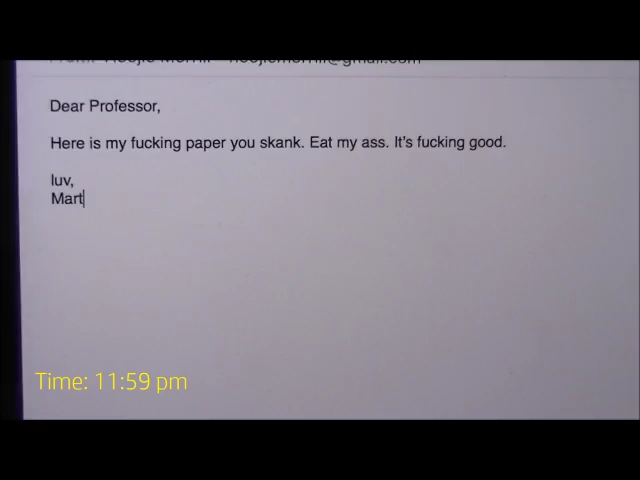 Dear Professor,
Here is my fucking paper you skank. Eat my ass. It's fucking good.
luv,
Mart
Time: 11:59 pm